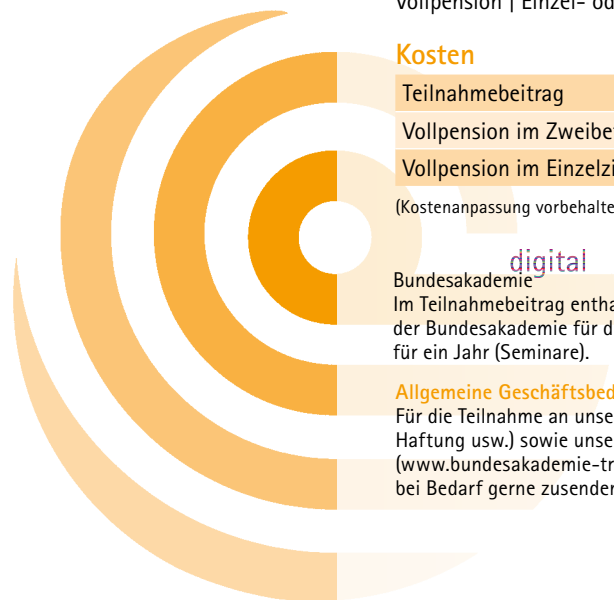 Vollpension | Einzel- od
Kosten
Teilnahmebeitrag
Vollpension im Zweibe
Vollpension im Einzelzi
(Kostenanpassung vorbehalte
digital
Bundesakademie
Im Teilnahmebeitrag entha
der Bundesakademie für d
für ein Jahr (Seminare).
Allgemeine Geschäftsbed
Für die Teilnahme an unse
Haftung usw.) sowie unse
(www.bundesakademie-tr
bei Bedarf gerne zusenden